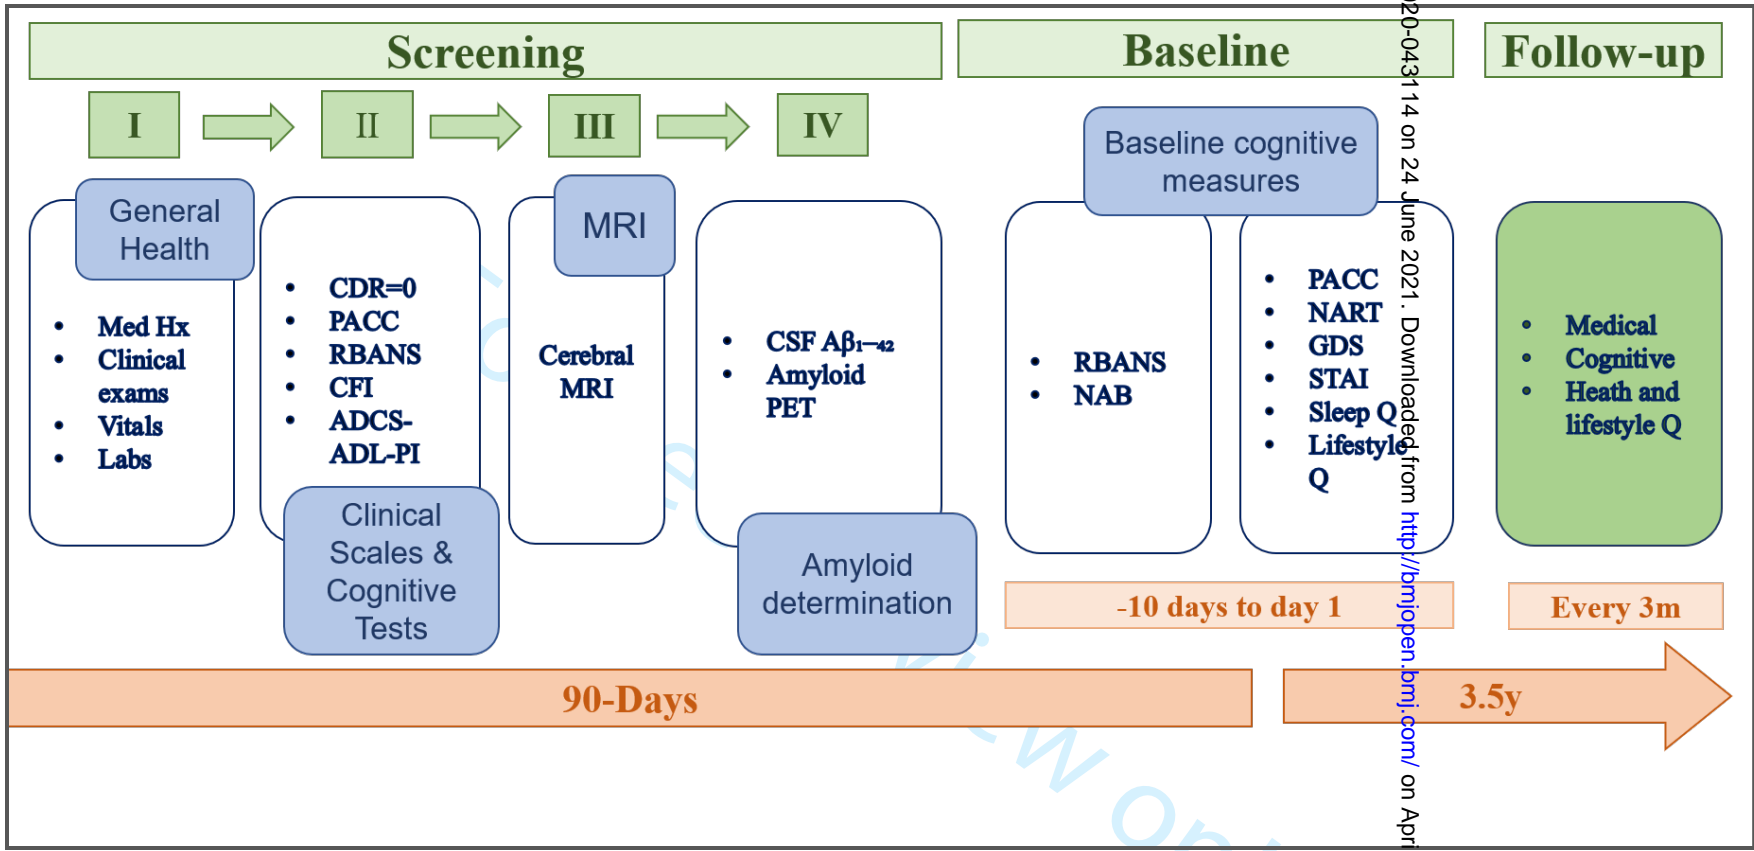 Screening
Baseline
Follow-up
I
II
III
IV
General
Health
Med Hx
Clinical
exams
Vitals
Labs
CDR=0
PACC
RBANS
CFI
ADCS-
ADL-PI
Clinical
Scales &
Cognitive
Tests
MRI
Cerebral
MRI
CSF Aβ₁₋₄₂
Amyloid
PET
Amyloid
determination
Baseline cognitive
measures
RBANS
NAB
PACC
NART
GDS
STAI
Sleep Q
Lifestyle
Q
Medical
Cognitive
Heath and
lifestyle Q
-10 days to day 1
Every 3m
90-Days
3.5y
20-043114 on 24 June 2021. Downloaded from http://bmjopen.bmj.com/ on Apri